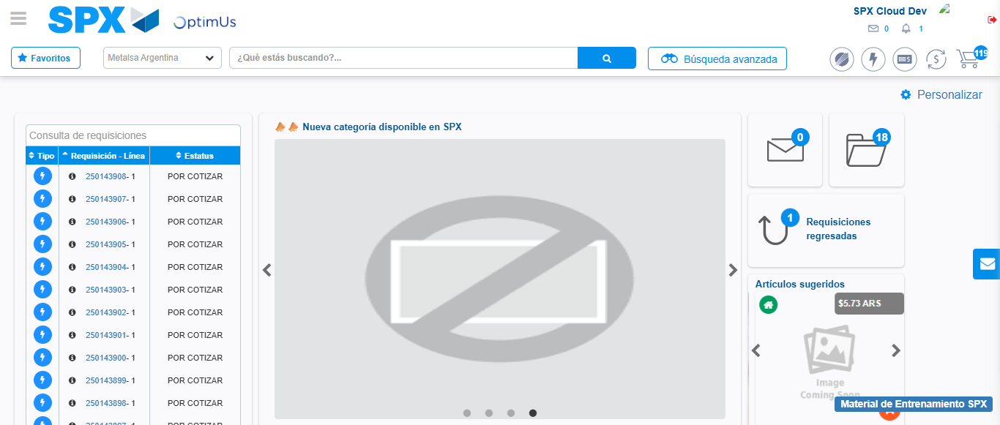 SPX
OptimUs
SPX Cloud Dev
0
1
Favoritos
Metalsa Argentina
¿Qué estás buscando?...
Búsqueda avanzada
$
119
Personalizar
Consulta de requisiciones
Tipo
Requisición - Línea
Estatus
250143908- 1
POR COTIZAR
250143907- 1
POR COTIZAR
250143906- 1
POR COTIZAR
250143905- 1
POR COTIZAR
250143904- 1
POR COTIZAR
250143903- 1
POR COTIZAR
250143902- 1
POR COTIZAR
250143901- 1
POR COTIZAR
250143900- 1
POR COTIZAR
250143899- 1
POR COTIZAR
250143898- 1
POR COTIZAR
250143897- 1
POR COTIZAR
Nueva categoría disponible en SPX
0
18
1
Requisiciones
regresadas
Artículos sugeridos
$5.73 ARS
Image
Coming Soon
Material de Entrenamiento SPX